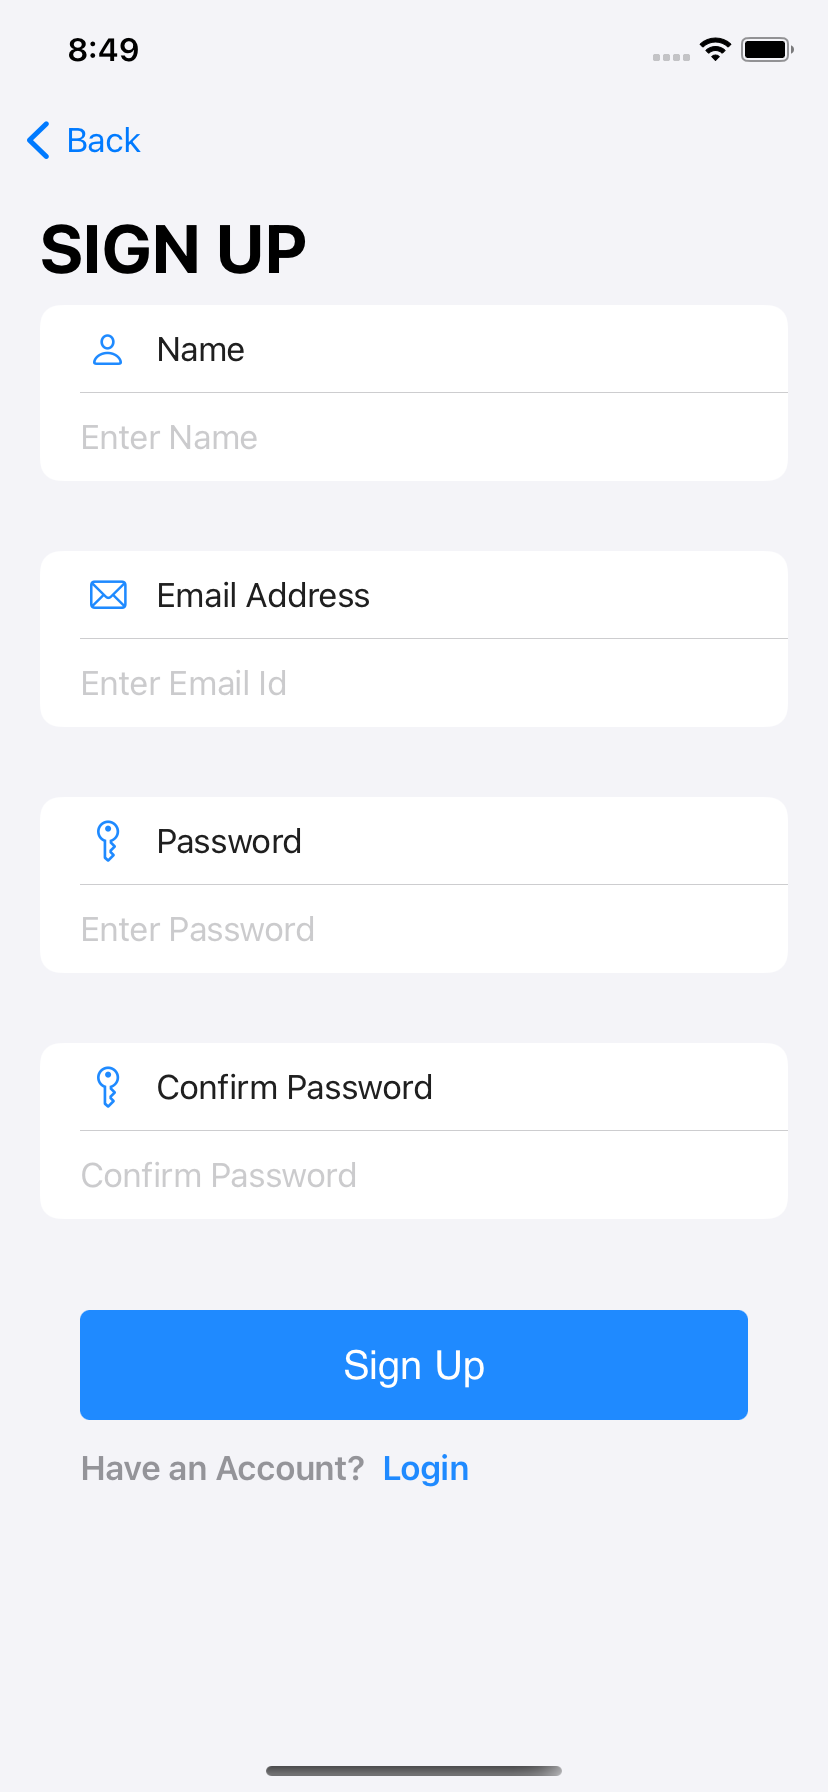 8:49
Back
SIGN UP
Name
Enter Name
Email Address
Enter Email Id
Password
Enter Password
Confirm Password
Confirm Password
Sign Up
Have an Account? Login